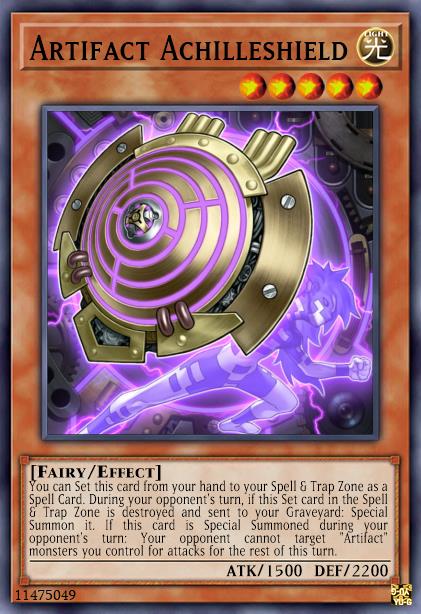 Artifact Achilleshield
LIGHT
光
[Fairy/Effect]
You can Set this card from your hand to your Spell & Trap Zone as a
Spell Card. During your opponent's turn, if this Set card in the Spell
& Trap Zone is destroyed and sent to your Graveyard: Special
Summon it. If this card is Special Summoned during your
opponent's turn: Your opponent cannot target "Artifact"
monsters you control for attacks for the rest of this turn.
ATK/1500 DEF/2200
11475049